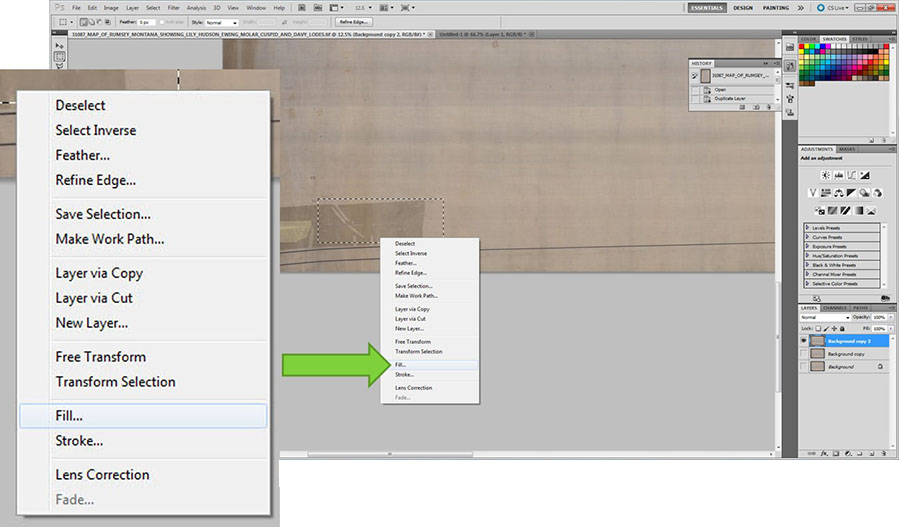 Ps File Edit Image Layer Select Filter Analysis 3D View Window Help 12.5 ESSENTIALS DESIGN PAINTING >> CS Live
Feather: 0 px Anti-alias Style: Normal Width: Height: Refine Edge...
31087_MAP_OF_RUMSEY_MONTANA_SHOWING_LILY_HUDSON_EWING_MOLAR_CUSPID_AND_DAVY_LODES.tif @ 12.5% (Background copy 2, RGB/8#) * Untitled-1 @ 66.7% (Layer 1, RGB/8) *
HISTORY
31087_MAP_OF_RUMSEY_...
Open
Duplicate Layer
COLOR SWATCHES STYLES
ADJUSTMENTS MASKS
Add an adjustment
Levels Presets
Curves Presets
Exposure Presets
Hue/Saturation Presets
Black & White Presets
Channel Mixer Presets
Selective Color Presets
LAYERS CHANNELS PATHS
Normal Opacity: 100%
Lock: Fill: 100%
Background copy 2
Background copy
Background
Deselect
Select Inverse
Feather...
Refine Edge...
Save Selection...
Make Work Path...
Layer via Copy
Layer via Cut
New Layer...
Free Transform
Transform Selection
Fill...
Stroke...
Lens Correction
Fade...
Deselect
Select Inverse
Feather...
Refine Edge...
Save Selection...
Make Work Path...
Layer via Copy
Layer via Cut
New Layer...
Free Transform
Transform Selection
Fill...
Stroke...
Lens Correction
Fade...